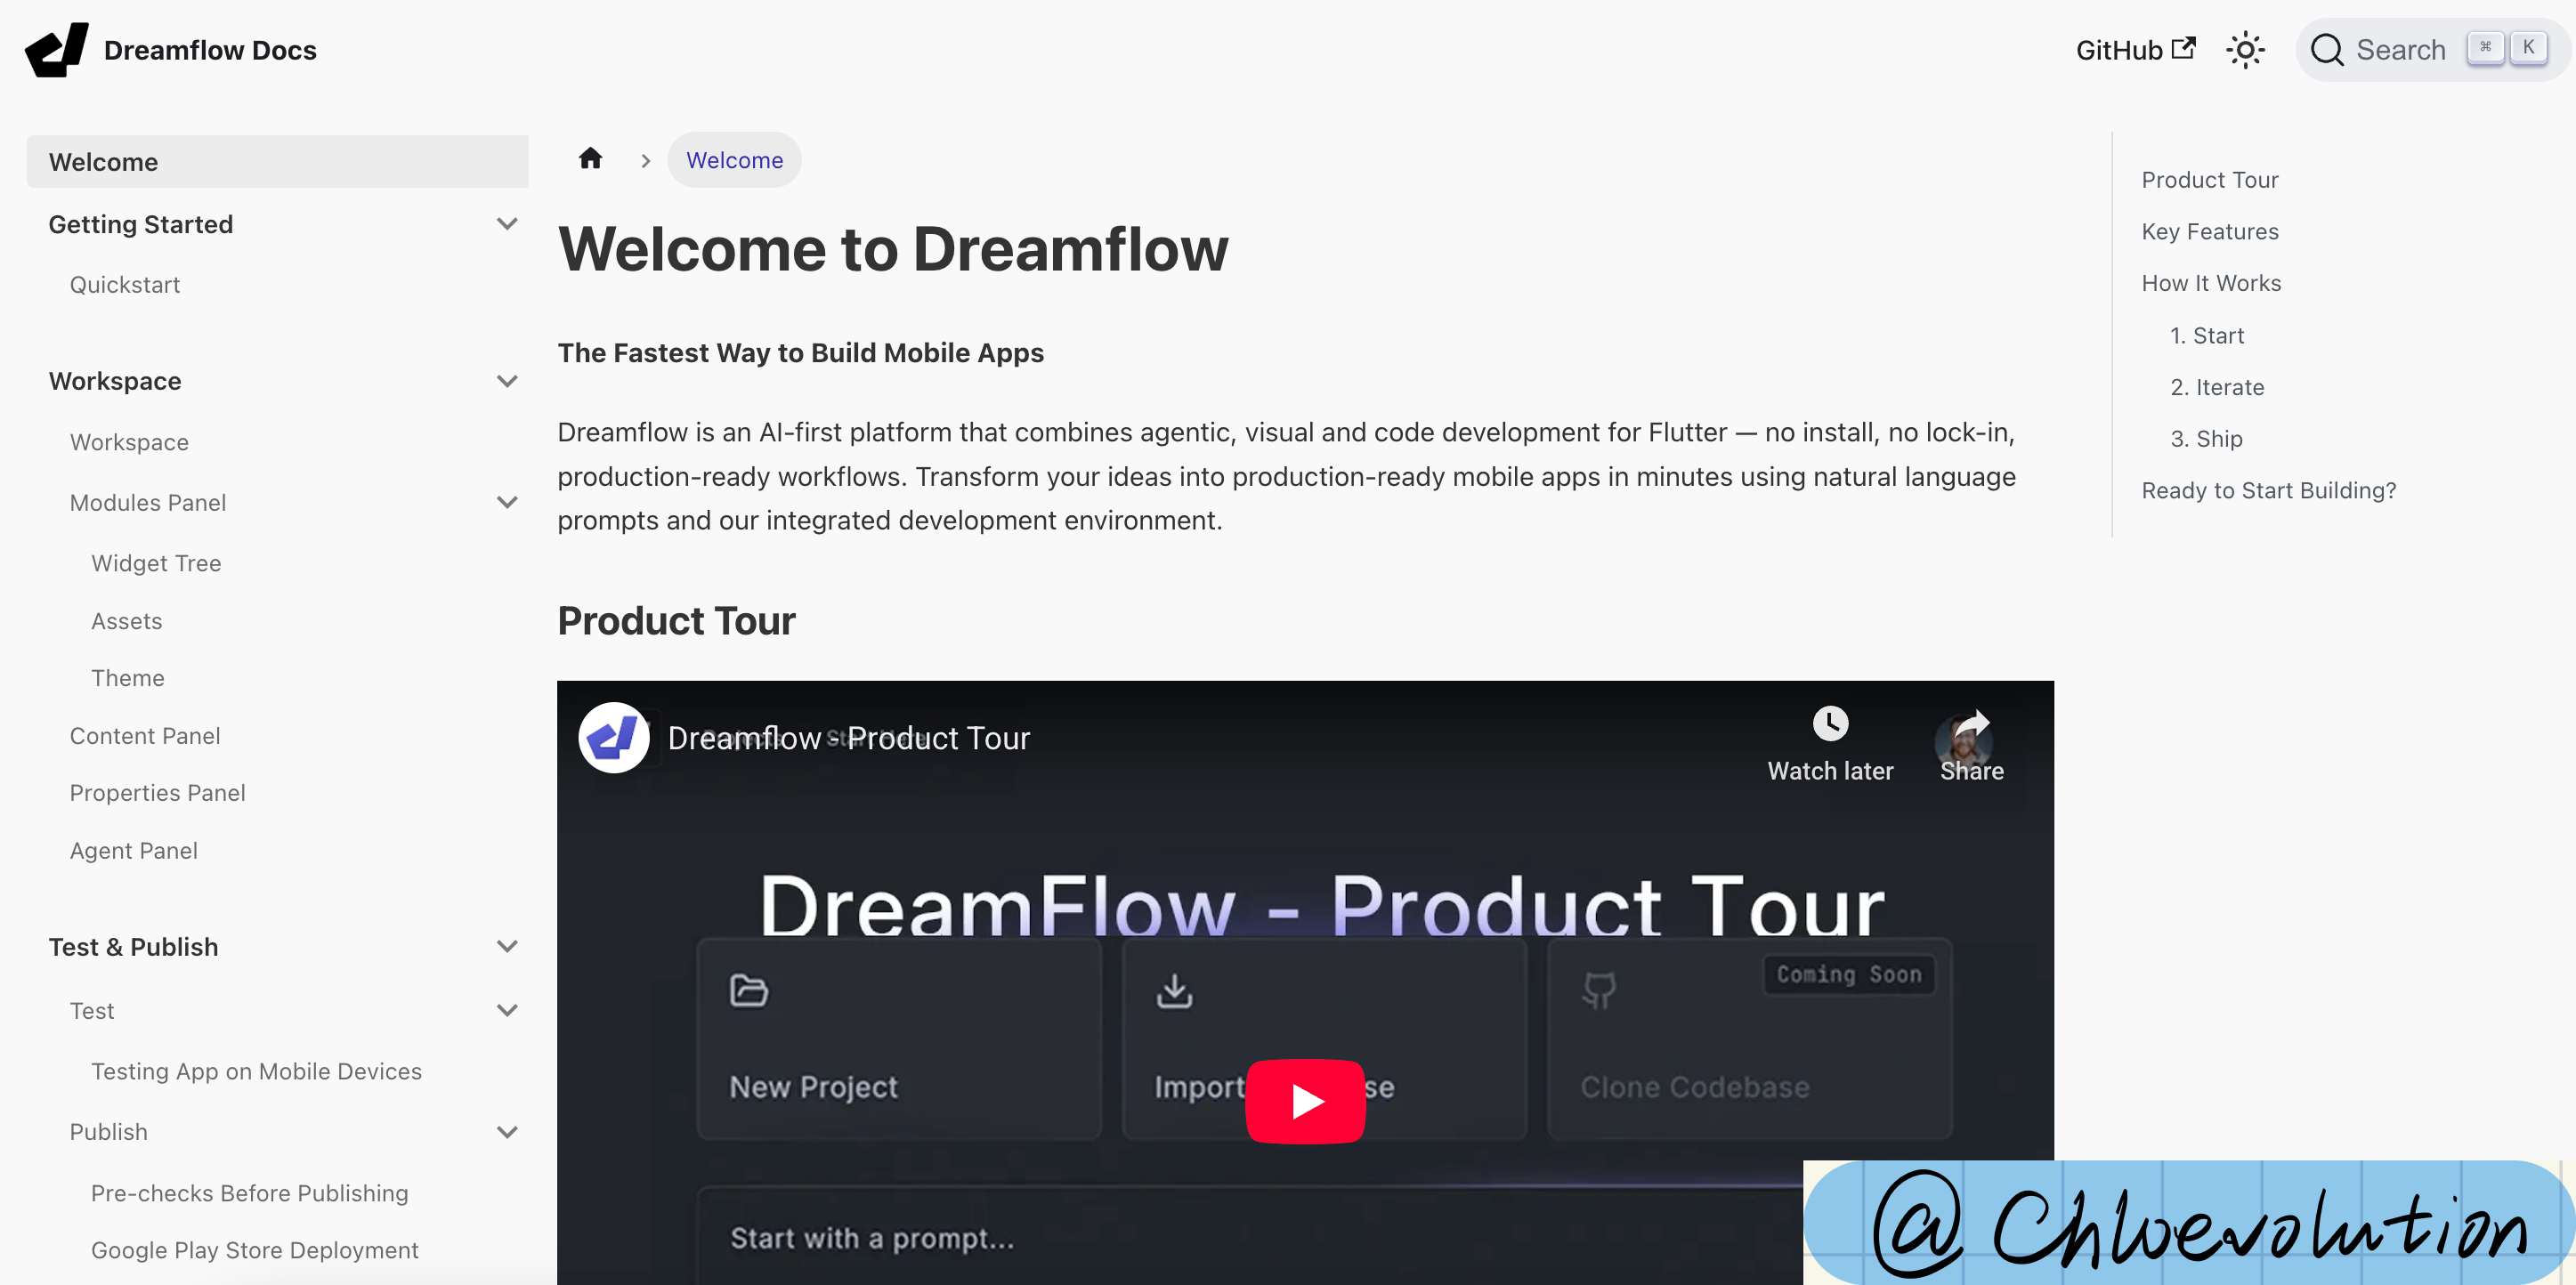 Dreamflow Docs
GitHub
Search
⌘ K
Welcome
Getting Started
Quickstart
Workspace
Workspace
Modules Panel
Widget Tree
Assets
Theme
Content Panel
Properties Panel
Agent Panel
Test & Publish
Test
Testing App on Mobile Devices
Publish
Pre-checks Before Publishing
Google Play Store Deployment
Welcome
Welcome to Dreamflow
The Fastest Way to Build Mobile Apps
Dreamflow is an AI-first platform that combines agentic, visual and code development for Flutter — no install, no lock-in,
production-ready workflows. Transform your ideas into production-ready mobile apps in minutes using natural language
prompts and our integrated development environment.
Product Tour
Dreamflow - Product Tour
Watch later
Share
DreamFlow - Product Tour
Coming Soon
New Project
Import
se
Clone Codebase
Start with a prompt...
Product Tour
Key Features
How It Works
1. Start
2. Iterate
3. Ship
Ready to Start Building?
@Chloevolution